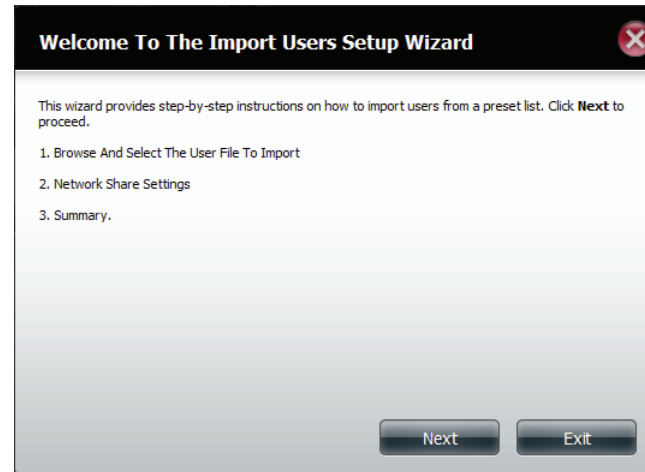 Welcome To The Import Users Setup Wizard
This wizard provides step-by-step instructions on how to import users from a preset list. Click Next to
proceed.
1. Browse And Select The User File To Import
2. Network Share Settings
3. Summary.
Next Exit